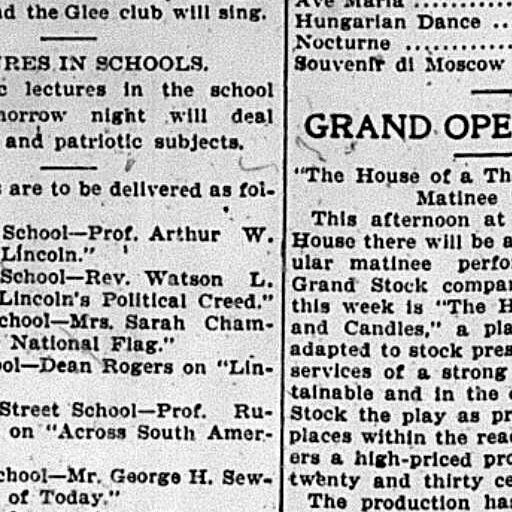 nd the Glee club will sing.
RES IN SCHOOLS.
c lectures in the school
morrow night will deal
and patriotic subjects.
are to be delivered as fol-
School—Prof. Arthur W.
Lincoln."
School—Rev. Watson L.
Lincoln's Political Creed."
chool—Mrs. Sarah Cham-
National Flag."
ol—Dean Rogers on "Lin-
Street School—Prof. Ru-
on "Across South Amer-
chool—Mr. George H. Sew-
of Today."
Ave Maria ..........
Hungarian Dance ..
Nocturne ...........
Souvenir di Moscow
GRAND OPE
"The House of a Th
Matinee
This afternoon at
House there will be a
ular matinee perfo
Grand Stock compan
this week is "The H
and Candles," a pla
adapted to stock pres
services of a strong
tainable and in the
Stock the play as pr
places within the reac
ers a high-priced pro
twenty and thirty ce
The production has